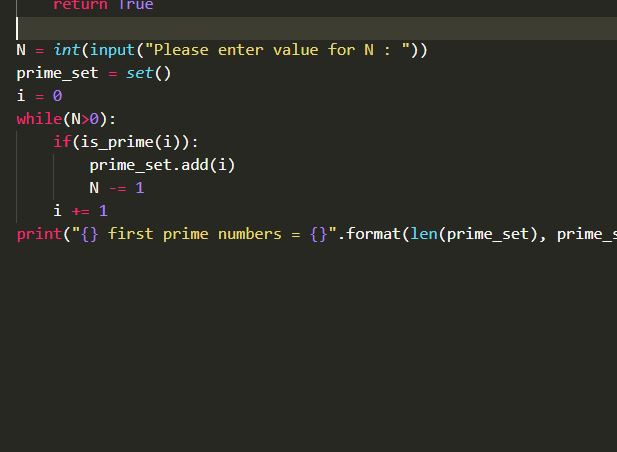 return True
N = int(input("Please enter value for N : "))
prime_set = set()
i = 0
while(N>0):
    if(is_prime(i)):
        prime_set.add(i)
        N -= 1
    i += 1
print("{} first prime numbers = {}".format(len(prime_set), prime_s